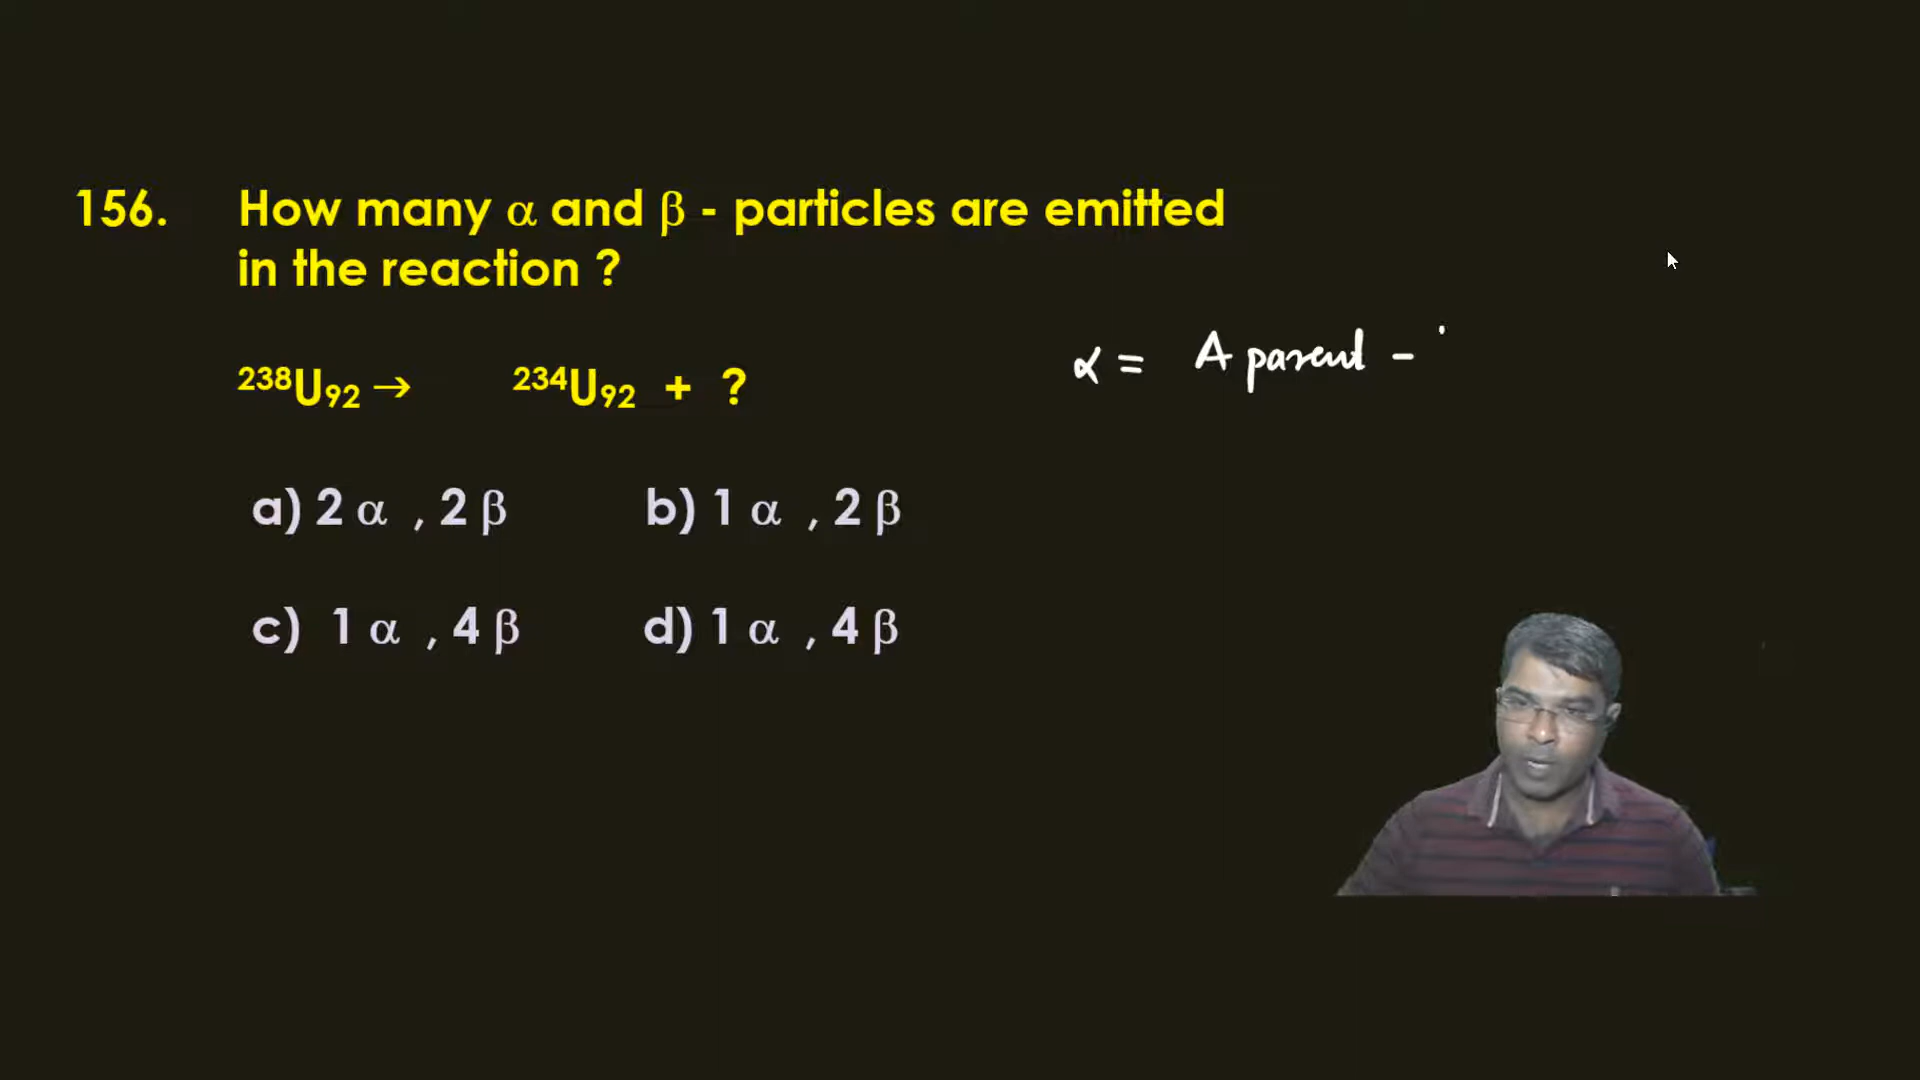 156. How many α and β - particles are emitted
in the reaction ?
²³⁸U₉₂ → ²³⁴U₉₂ + ?
α = A parent -
a) 2 α , 2 β b) 1 α , 2 β
c) 1 α , 4 β d) 1 α , 4 β